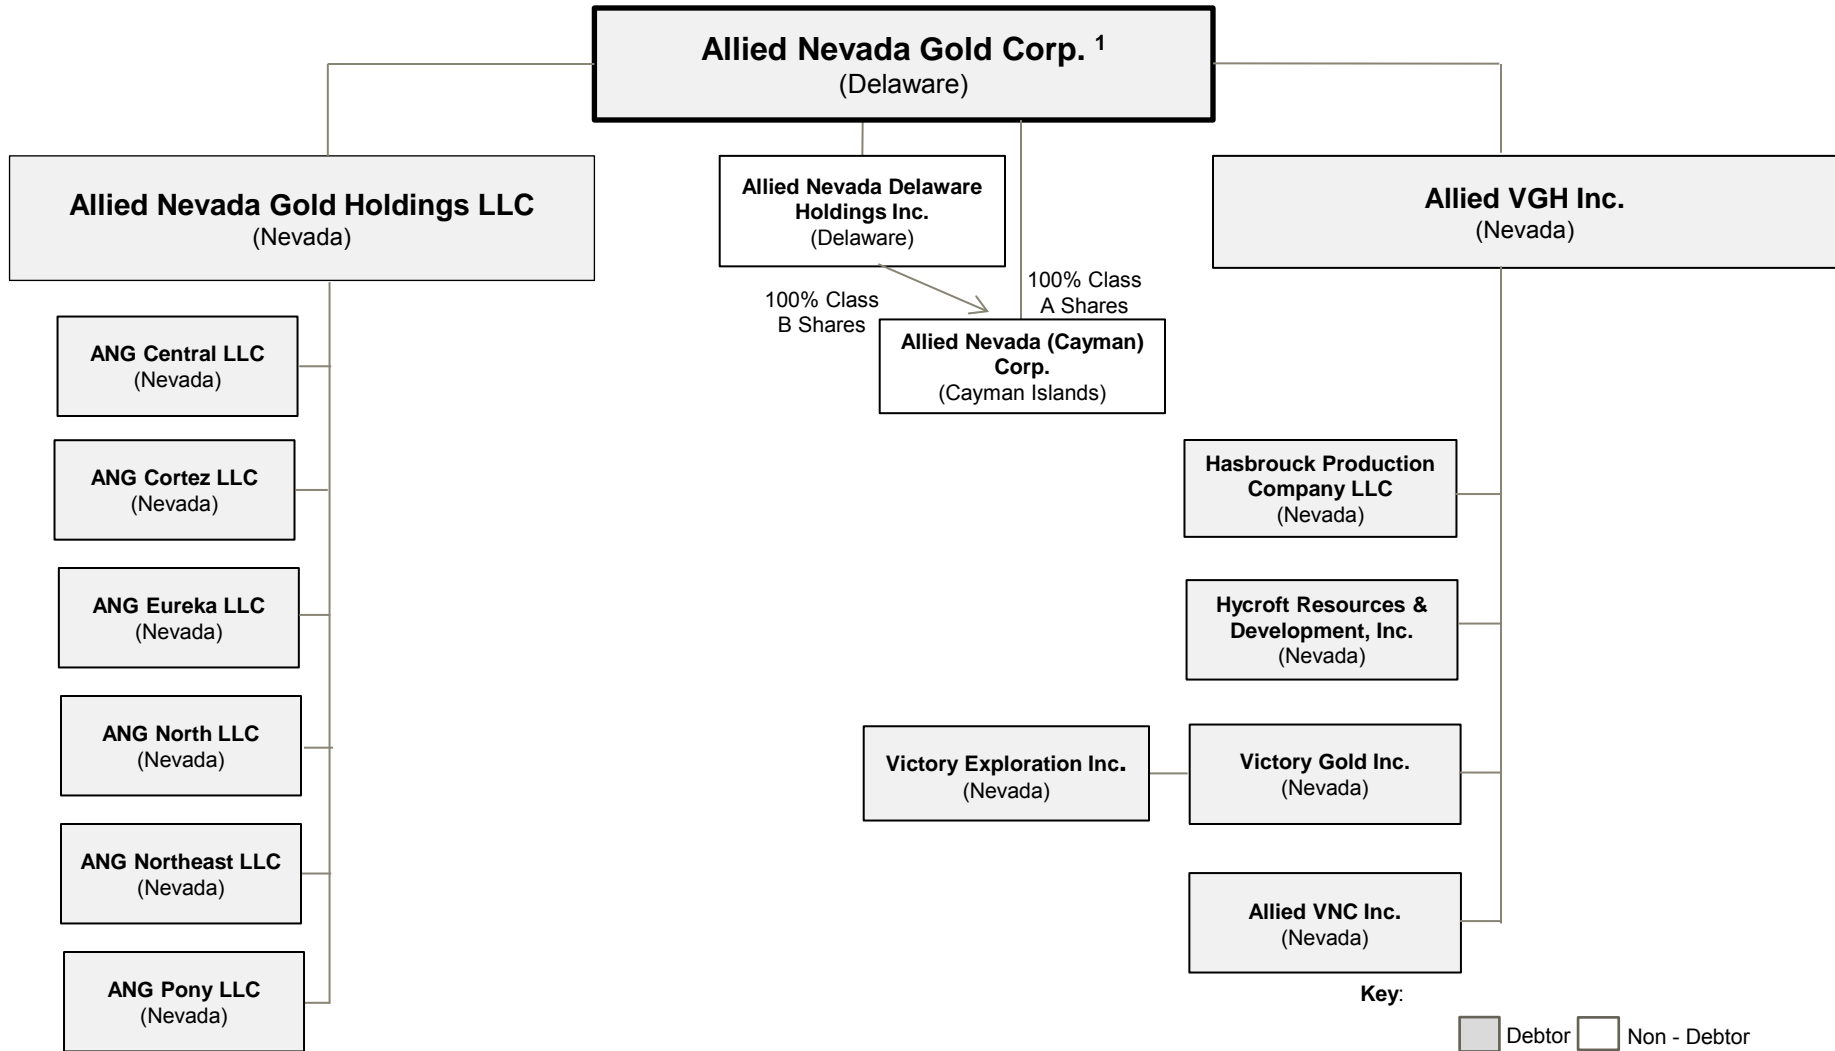 Allied Nevada Gold Corp. 1
(Delaware)
Allied Nevada Gold Holdings LLC
(Nevada)
Allied Nevada Delaware
Holdings Inc.
(Delaware)
Allied VGH Inc.
(Nevada)
100% Class
B Shares
100% Class
A Shares
Allied Nevada (Cayman)
Corp.
(Cayman Islands)
ANG Central LLC
(Nevada)
ANG Cortez LLC
(Nevada)
ANG Eureka LLC
(Nevada)
ANG North LLC
(Nevada)
ANG Northeast LLC
(Nevada)
ANG Pony LLC
(Nevada)
Hasbrouck Production
Company LLC
(Nevada)
Hycroft Resources &
Development, Inc.
(Nevada)
Victory Exploration Inc.
(Nevada)
Victory Gold Inc.
(Nevada)
Allied VNC Inc.
(Nevada)
Key:
Debtor
Non - Debtor